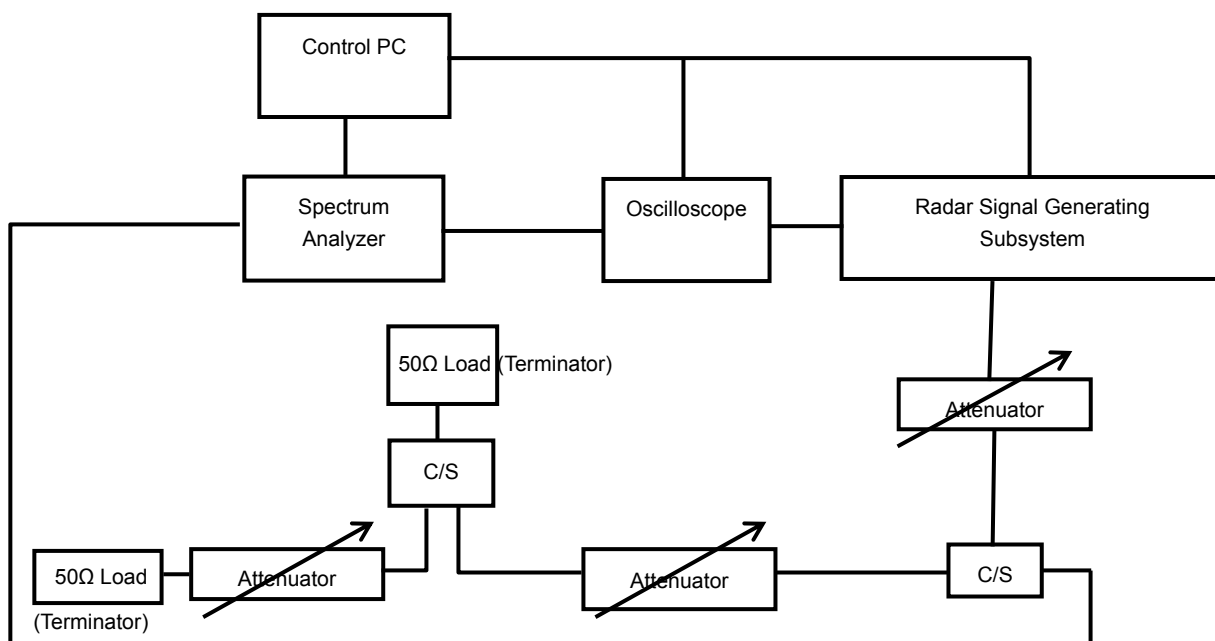 Control PC
Spectrum
Analyzer
Oscilloscope
Radar Signal Generating
Subsystem
50Ω Load (Terminator)
Attenuator
C/S
50Ω Load
(Terminator)
Attenuator
Attenuator
C/S